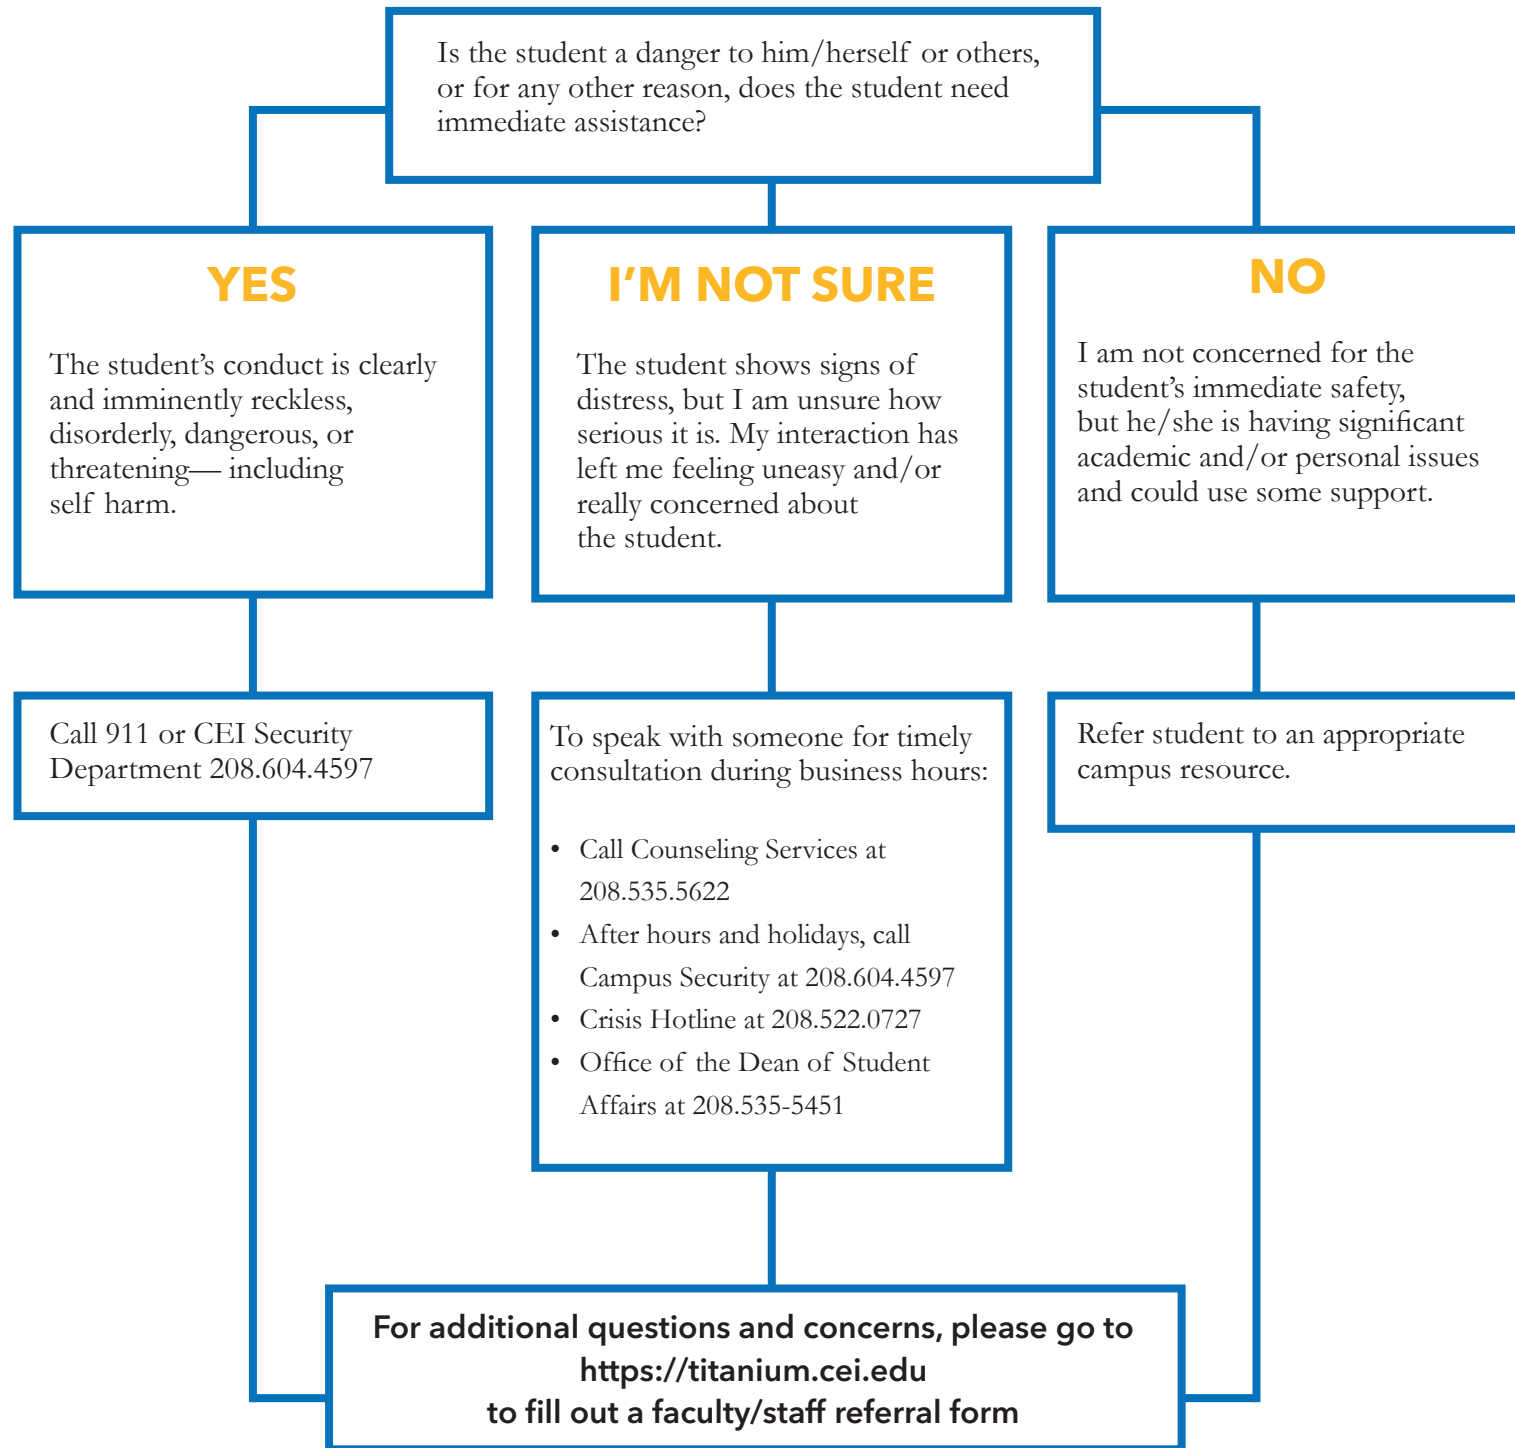 Is the student a danger to him/herself or others,
or for any other reason, does the student need
immediate assistance?
YES
The student’s conduct is clearly
and imminently reckless,
disorderly, dangerous, or
threatening— including
self harm.
I’M NOT SURE
The student shows signs of
distress, but I am unsure how
serious it is. My interaction has
left me feeling uneasy and/or
really concerned about
the student.
NO
I am not concerned for the
student’s immediate safety,
but he/she is having significant
academic and/or personal issues
and could use some support.
Call 911 or CEI Security
Department 208.604.4597
To speak with someone for timely
consultation during business hours:
• Call Counseling Services at
208.535.5622
• After hours and holidays, call
Campus Security at 208.604.4597
• Crisis Hotline at 208.522.0727
• Office of the Dean of Student
Affairs at 208.535-5451
Refer student to an appropriate
campus resource.
For additional questions and concerns, please go to
https://titanium.cei.edu
to fill out a faculty/staff referral form